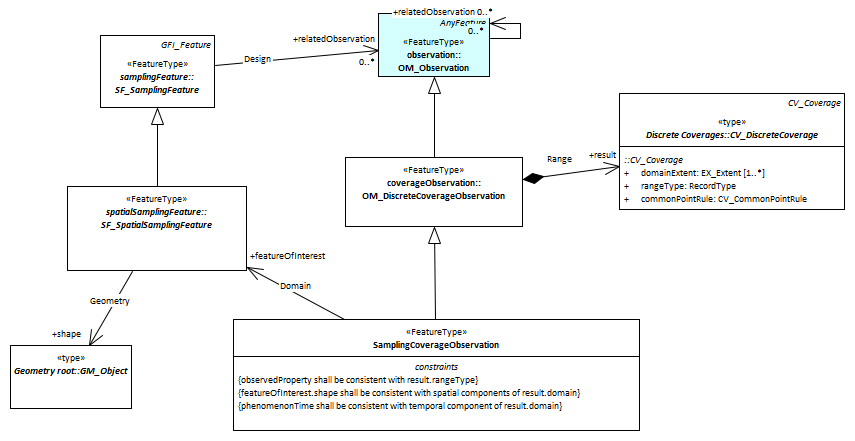 +relatedObservation 0..*
AnyFeature
0..*
«FeatureType»
observation::
OM_Observation
GFI_Feature
«FeatureType»
samplingFeature::
SF_SamplingFeature
Design
+relatedObservation
0..*
CV_Coverage
«type»
Discrete Coverages::CV_DiscreteCoverage
::CV_Coverage
+ domainExtent: EX_Extent [1..*]
+ rangeType: RecordType
+ commonPointRule: CV_CommonPointRule
«FeatureType»
coverageObservation::
OM_DiscreteCoverageObservation
Range
+result
«FeatureType»
spatialSamplingFeature::
SF_SpatialSamplingFeature
+featureOfInterest
Domain
Geometry
+shape
«type»
Geometry root::GM_Object
«FeatureType»
SamplingCoverageObservation
constraints
{observedProperty shall be consistent with result.rangeType}
{featureOfInterest.shape shall be consistent with spatial components of result.domain}
{phenomenonTime shall be consistent with temporal component of result.domain}